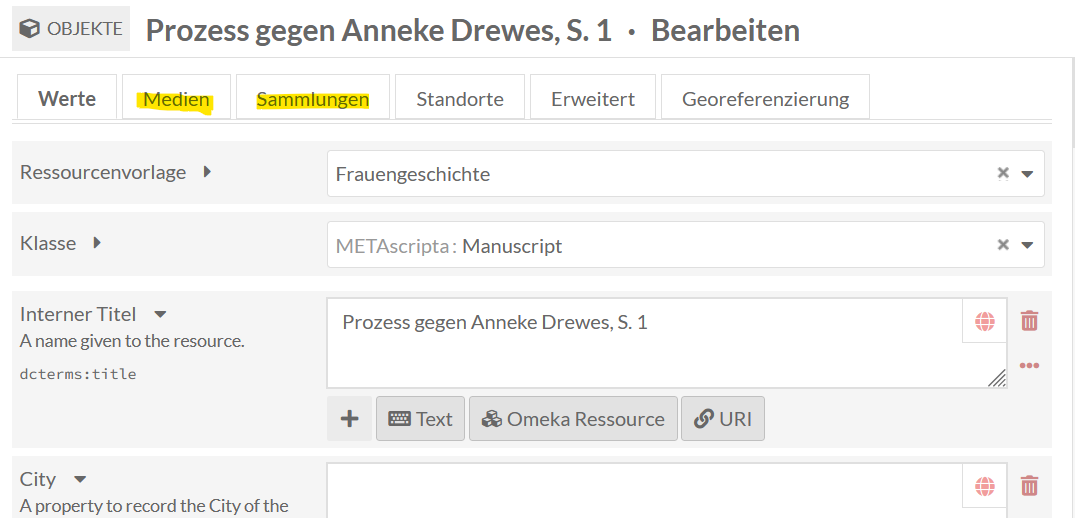 OBJEKTE Prozess gegen Anneke Drewes, S. 1 · Bearbeiten
Werte Medien Sammlungen Standorte Erweitert Georeferenzierung
Ressourcenvorlage Frauengeschichte
Klasse METAscripta: Manuscript
Interner Titel Prozess gegen Anneke Drewes, S. 1
A name given to the resource.
dcterms:title
Text Omeka Ressource URI
City
A property to record the City of the